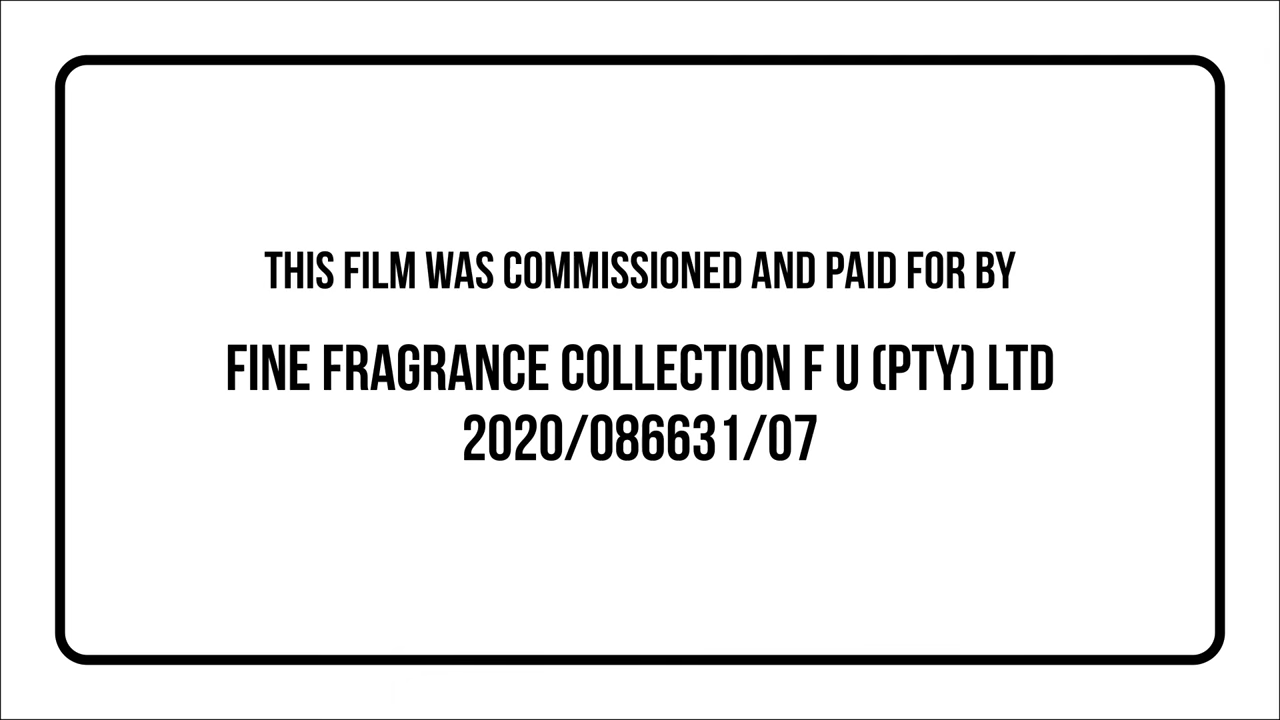 THIS FILM WAS COMMISSIONED AND PAID FOR BY
FINE FRAGRANCE COLLECTION F U (PTY) LTD
2020/086631/07